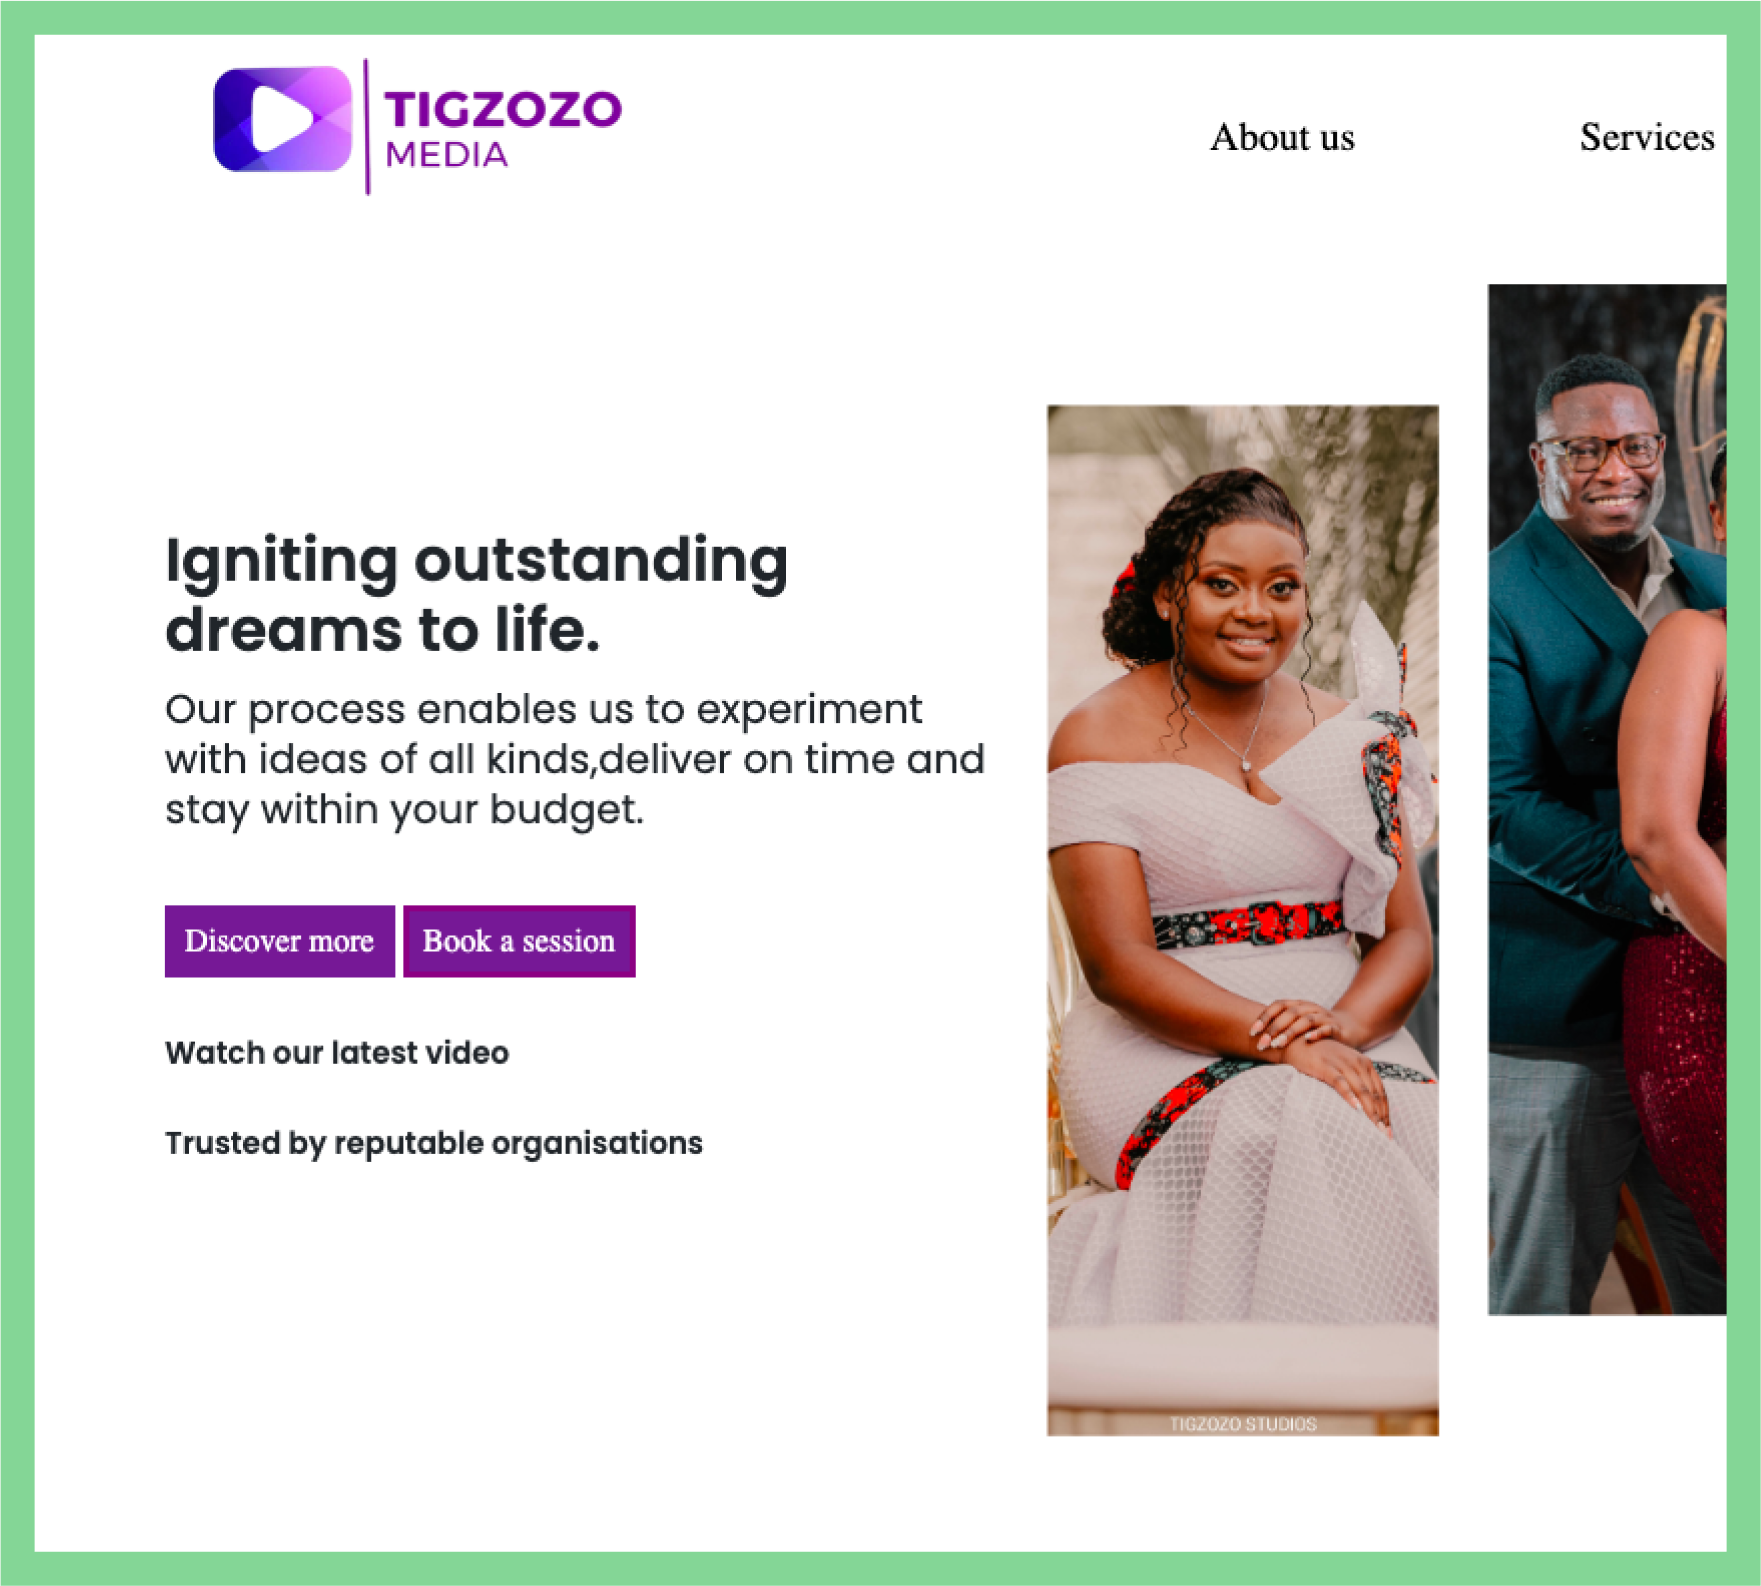 TIGZOZO
MEDIA
About us
Services
Igniting outstanding
dreams to life.
Our process enables us to experiment
with ideas of all kinds,deliver on time and
stay within your budget.
Discover more
Book a session
Watch our latest video
Trusted by reputable organisations
TIGZOZO STUDIOS